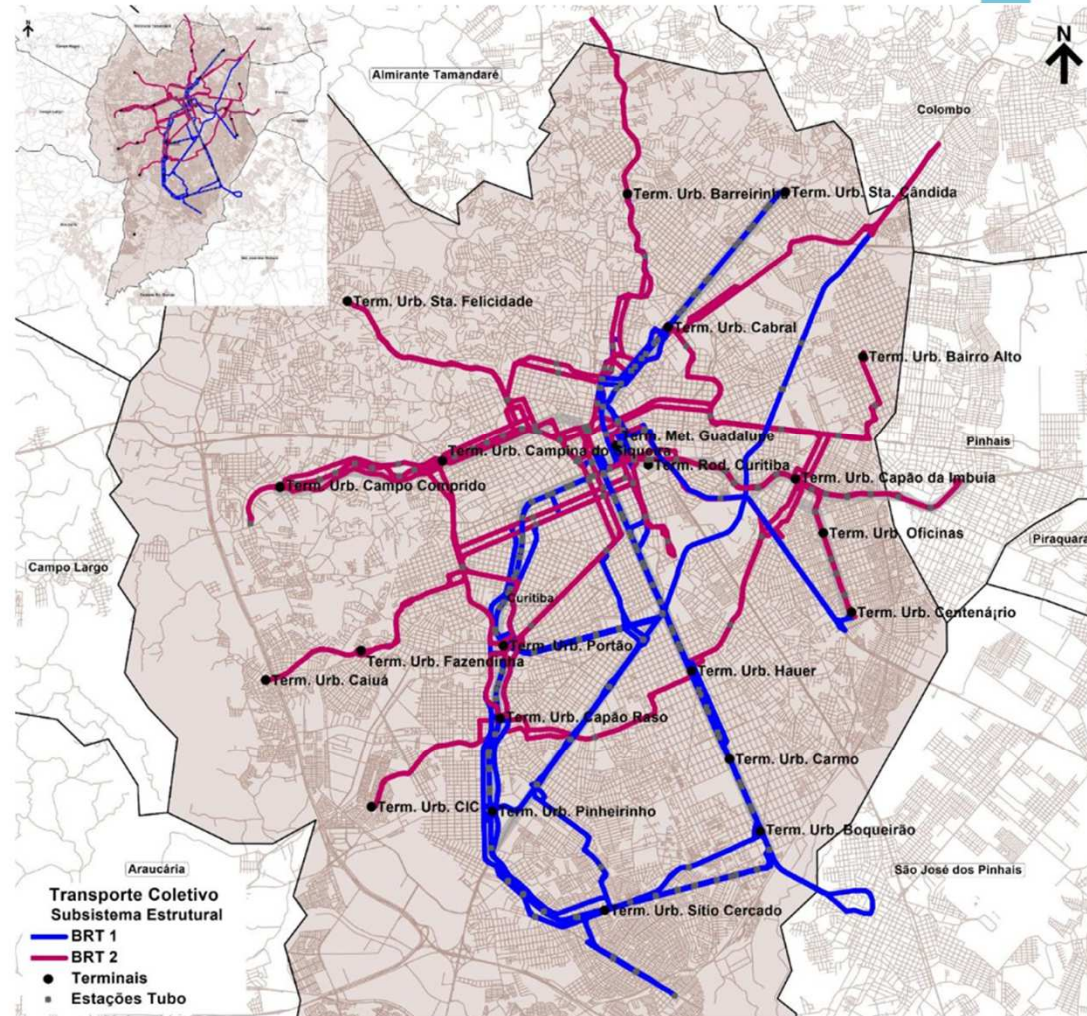 N
Almirante Tamandaré
Colombo
Term. Urb. Barreirinha
Term. Urb. Sta. Cândida
Term. Urb. Sta. Felicidade
Term. Urb. Cabral
Term. Urb. Bairro Alto
Term. Met. Guadalupe
Pinhais
Term. Urb. Campina do Siqueira
Term. Rod. Curitiba
Term. Urb. Campo Comprido
Term. Urb. Capão da Imbuia
Term. Urb. Oficinas
Piraquara
Campo Largo
Curitiba
Term. Urb. Centená¡rio
Term. Urb. Portão
Term. Urb. Fazendinha
Term. Urb. Caiuá
Term. Urb. Hauer
Term. Urb. Capão Raso
Term. Urb. Carmo
Term. Urb. CIC
Term. Urb. Pinheirinho
Term. Urb. Boqueirão
Araucária
São José dos Pinhais
Term. Urb. Sítio Cercado
Transporte Coletivo
Subsistema Estrutural
BRT 1
BRT 2
Terminais
Estações Tubo